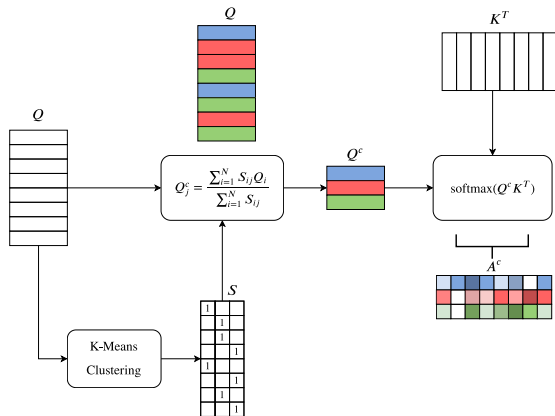 Q
K^T
Q
Q^c
Q_j^c = \frac{\sum_{i=1}^{N} S_{ij} Q_i}{\sum_{i=1}^{N} S_{ij}}
softmax(Q^c K^T)
A^c
S
K-Means
Clustering
1
1
1
1
1
1
1
1